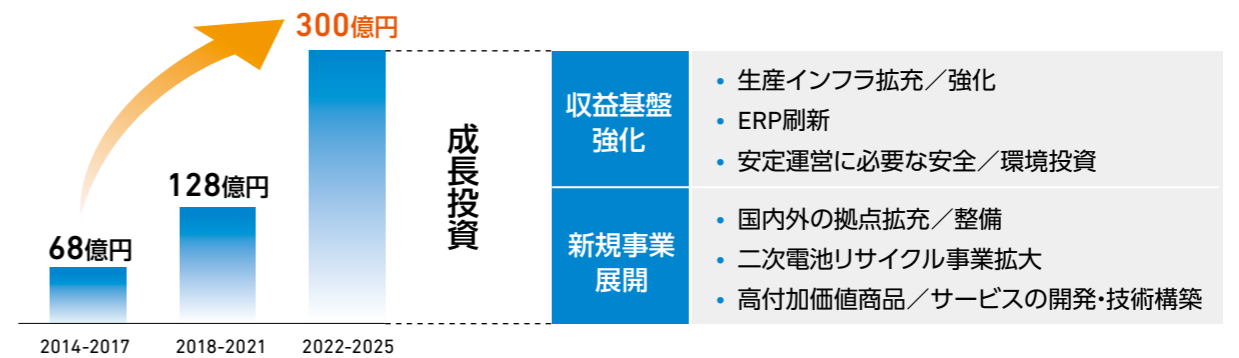 300億円
128億円
68億円
2014-2017
2018-2021
2022-2025
成長投資
収益基盤
強化
• 生産インフラ拡充／強化
• ERP刷新
• 安定運営に必要な安全／環境投資
新規事業
展開
• 国内外の拠点拡充／整備
• 二次電池リサイクル事業拡大
• 高付加価値商品／サービスの開発・技術構築